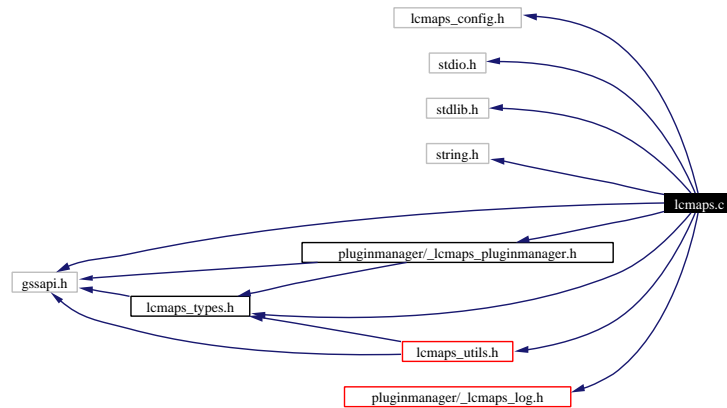 lcmaps_config.h
stdio.h
stdlib.h
string.h
lcmaps.c
pluginmanager/_lcmaps_pluginmanager.h
gssapi.h
lcmaps_types.h
lcmaps_utils.h
pluginmanager/_lcmaps_log.h